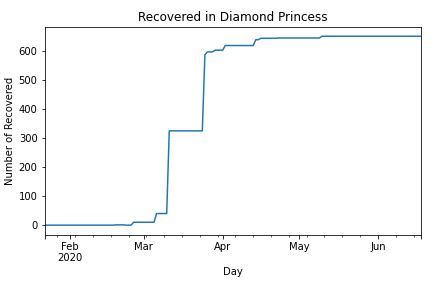 Recovered in Diamond Princess
Number of Recovered
600
500
400
300
200
100
0
Feb
2020
Mar
Apr
May
Jun
Day